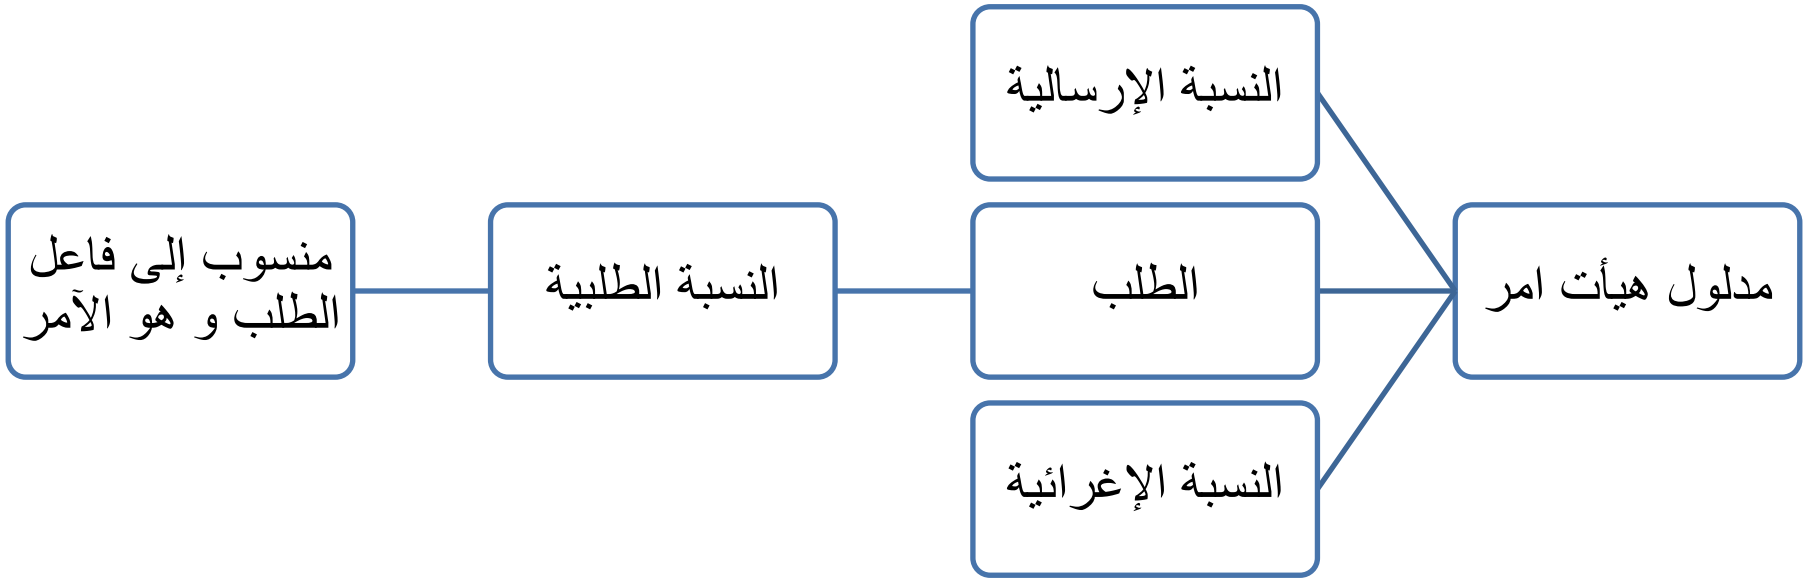 مدلول هيأت امر
النسبة الإرسالية
الطلب
النسبة الطلبية
منسوب إلى فاعل
الطلب و هو الآمر
النسبة الإغرائية